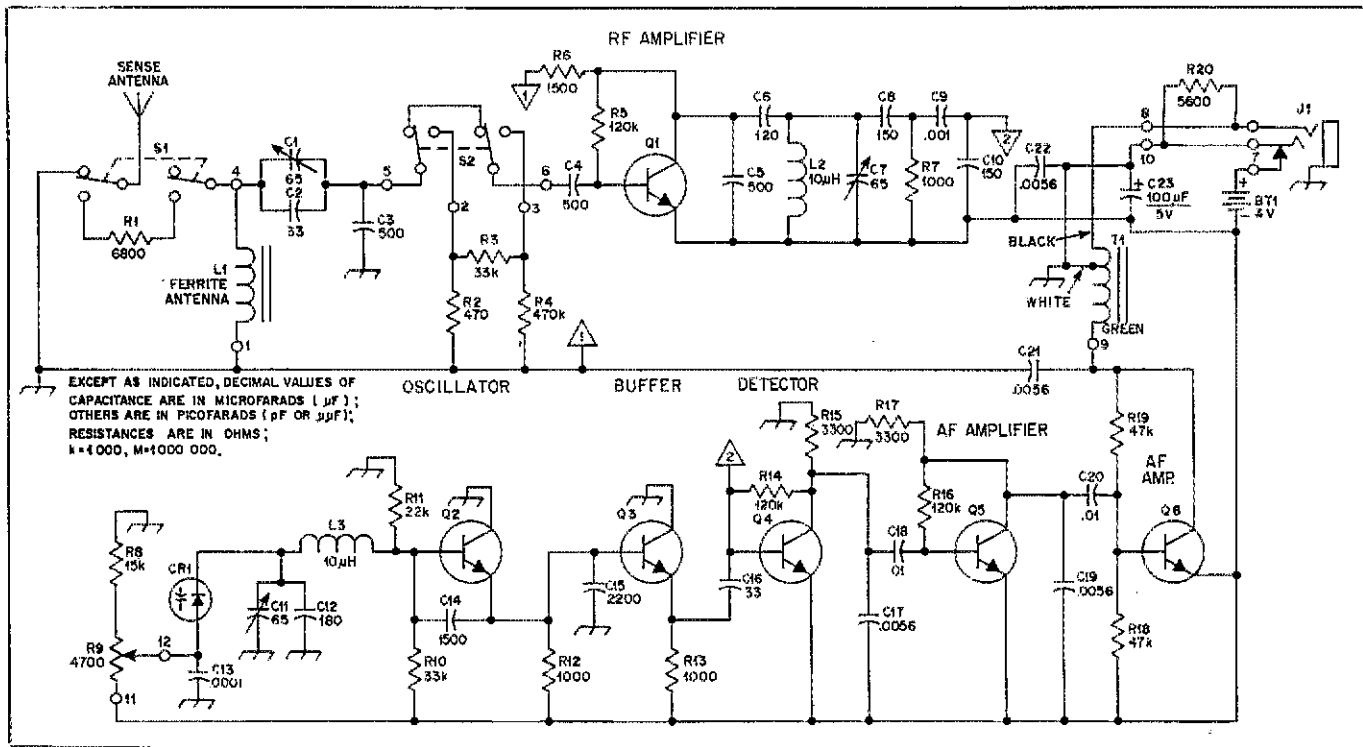 RF AMPLIFIER
SENSE
ANTENNA
S1
R1
6800
4
C1
65
C2
33
L1
FERRITE
ANTENNA
1
5
C3
500
S2
2
3
R3
33k
R2
470
R4
470k
6
C4
500
R6
1500
1
R5
120k
Q1
C5
500
C6
120
L2
10µH
C7
65
C8
150
R7
1000
C9
.001
C10
150
2
C22
.0056
R20
5600
8
10
C23
100µF
5V
J1
7
BT1
4V
BLACK
T1
WHITE
GREEN
9
1
C21
.0056
EXCEPT AS INDICATED, DECIMAL VALUES OF
CAPACITANCE ARE IN MICROFARADS (µF);
OTHERS ARE IN PICOFARADS (pF OR µµF);
RESISTANCES ARE IN OHMS;
k=1000, M=1000 000.
OSCILLATOR
BUFFER
DETECTOR
AF AMPLIFIER
AF
AMP.
R8
15k
R9
4700
12
11
CR1
C13
.0001
C11
65
C12
180
L3
10µH
R11
22k
Q2
C14
1500
R10
33k
R12
1000
Q3
C15
2200
R13
1000
2
R14
120k
R15
3300
Q4
C16
33
R17
3300
R16
120k
C18
.01
C17
.0056
Q5
C19
.0056
C20
.01
R19
47k
R18
47k
Q6